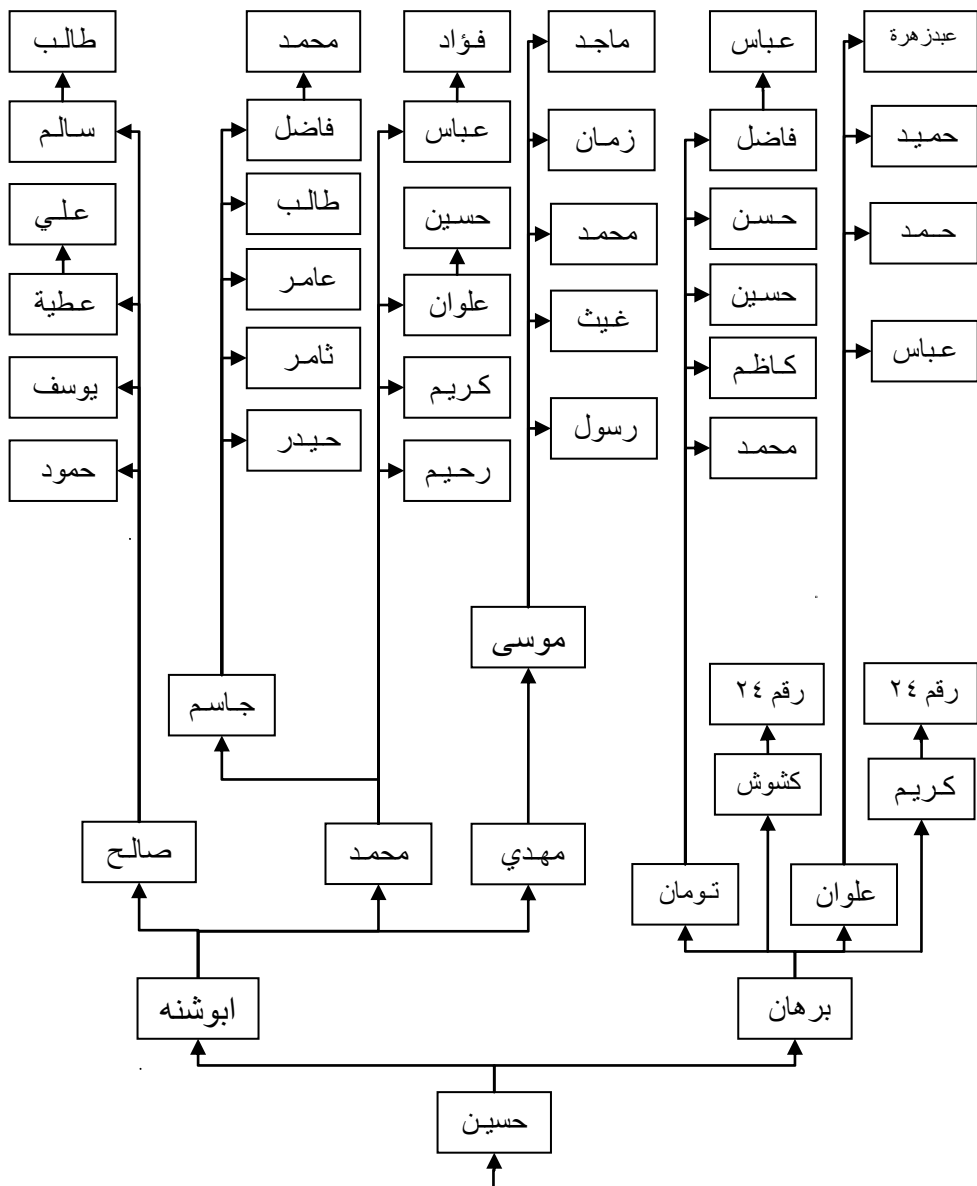 عبدزهرة
عباس
ماجد
فؤاد
محمد
طالب
حميد
فاضل
زمان
عباس
فاضل
سالم
حمد
حسن
محمد
حسين
طالب
علي
عباس
حسين
غيث
علوان
عامر
عطية
كاظم
كريم
ثامر
يوسف
محمد
رسول
رحيم
حيدر
حمود
موسى
رقم ٢٤
رقم ٢٤
جاسم
كريم
كشوش
علوان
تومان
مهدي
محمد
صالح
برهان
ابوشنه
حسين